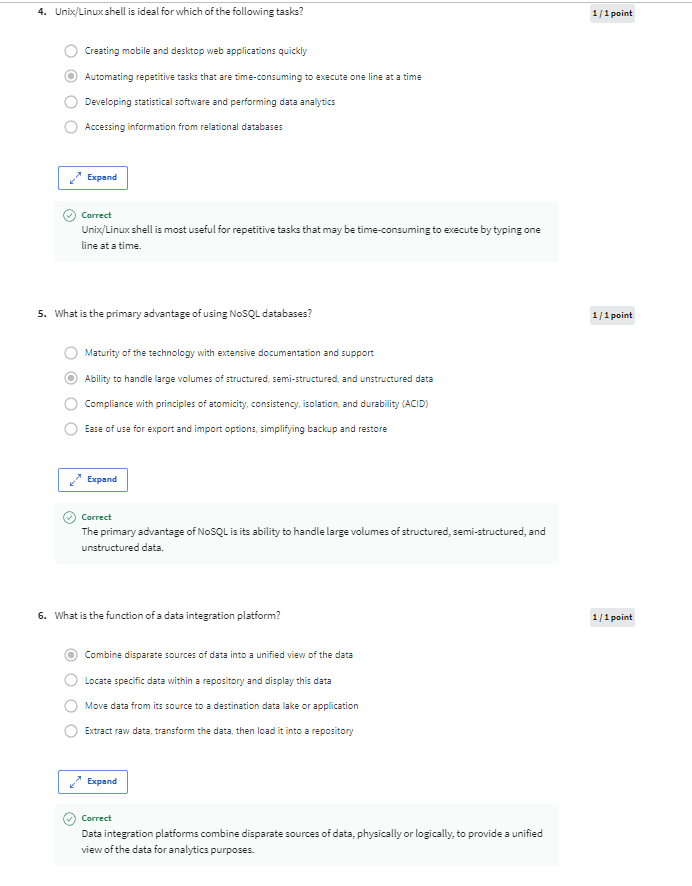 4. Unix/Linux shell is ideal for which of the following tasks?
1 / 1 point
Creating mobile and desktop web applications quickly
Automating repetitive tasks that are time-consuming to execute one line at a time
Developing statistical software and performing data analytics
Accessing information from relational databases
Expand
Correct
Unix/Linux shell is most useful for repetitive tasks that may be time-consuming to execute by typing one
line at a time.
5. What is the primary advantage of using NoSQL databases?
1 / 1 point
Maturity of the technology with extensive documentation and support
Ability to handle large volumes of structured, semi-structured, and unstructured data
Compliance with principles of atomicity, consistency, isolation, and durability (ACID)
Ease of use for export and import options, simplifying backup and restore
Expand
Correct
The primary advantage of NoSQL is its ability to handle large volumes of structured, semi-structured, and
unstructured data.
6. What is the function of a data integration platform?
1 / 1 point
Combine disparate sources of data into a unified view of the data
Locate specific data within a repository and display this data
Move data from its source to a destination data lake or application
Extract raw data, transform the data, then load it into a repository
Expand
Correct
Data integration platforms combine disparate sources of data, physically or logically, to provide a unified
view of the data for analytics purposes.